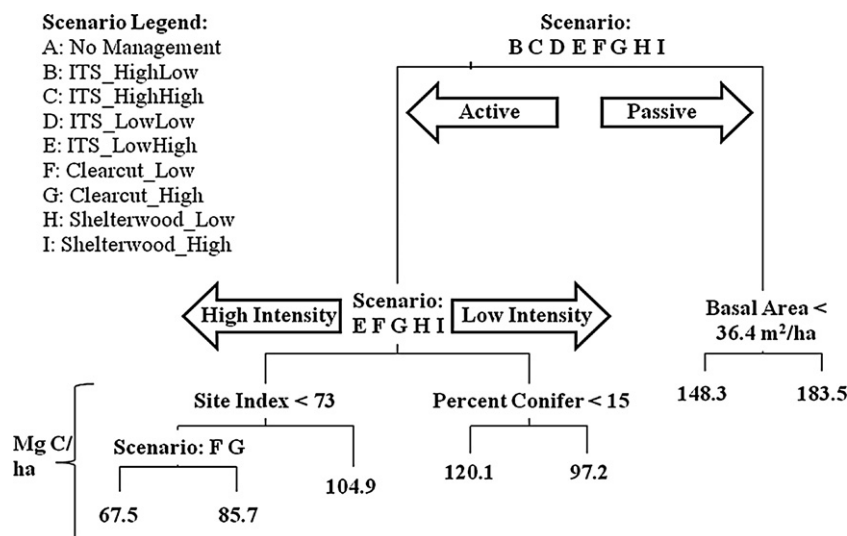 Scenario Legend:
A: No Management
B: ITS_HighLow
C: ITS_HighHigh
D: ITS_LowLow
E: ITS_LowHigh
F: Clearcut_Low
G: Clearcut_High
H: Shelterwood_Low
I: Shelterwood_High
Scenario:
B C D E F G H I
Active
Passive
High Intensity
Scenario:
E F G H I
Low Intensity
Basal Area <
36.4 m²/ha
148.3
183.5
Site Index < 73
Percent Conifer < 15
Mg C/
ha
Scenario: F G
104.9
120.1
97.2
67.5
85.7